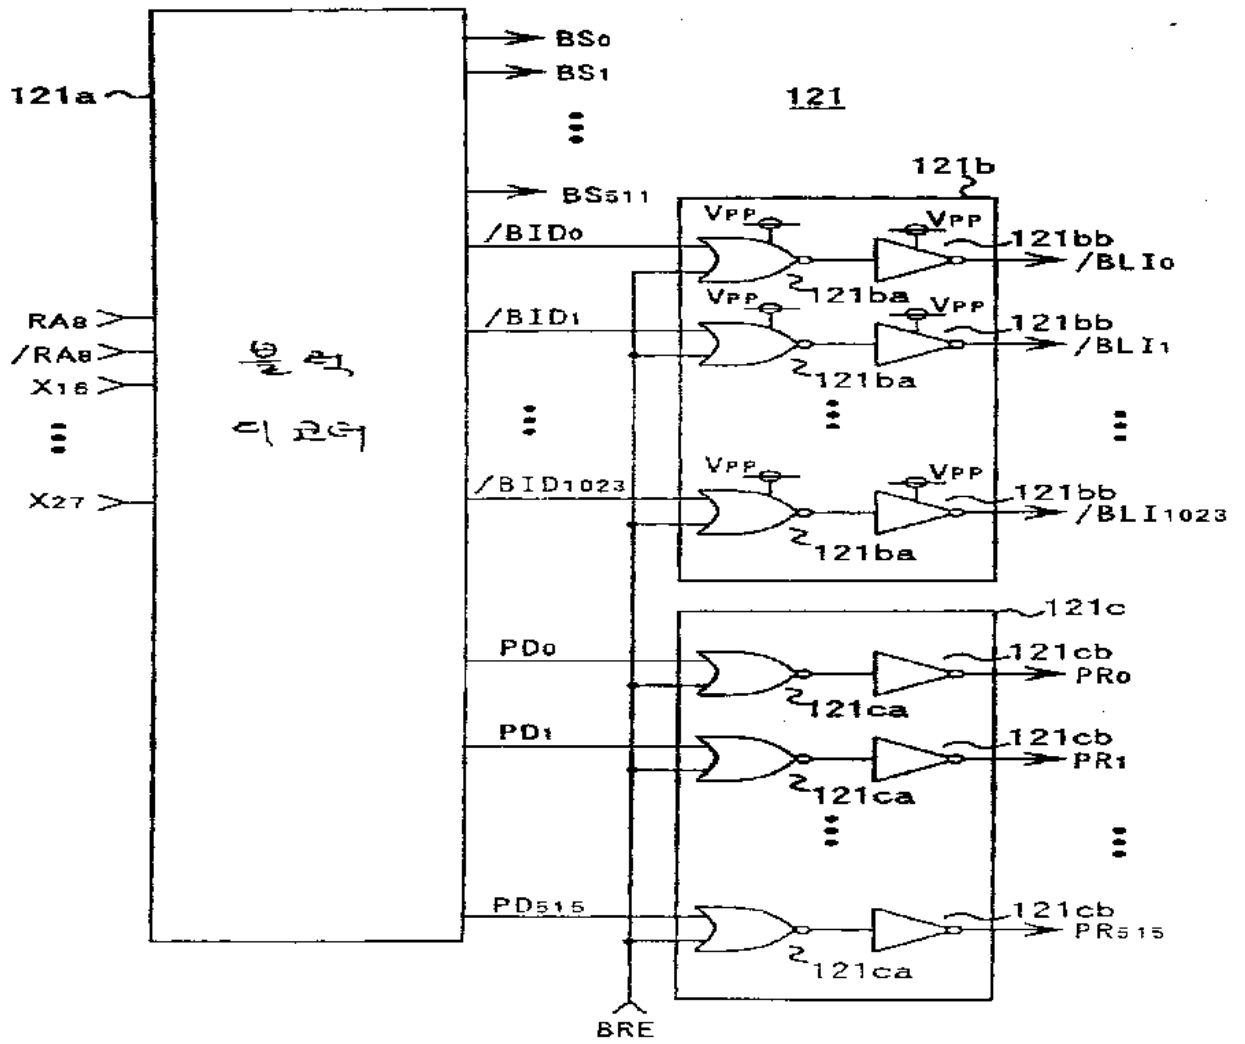 BS0
BS1
121a
121
BS511
121b
/BID0
VPP
VPP
121bb
/BLI0
121ba
RA8
/RA8
X16
X27
/BID1
VPP
VPP
121bb
/BLI1
121ba
디코더
/BID1023
VPP
VPP
121bb
/BLI1023
121ba
121c
PD0
121cb
PR0
121ca
PD1
121cb
PR1
121ca
PD515
121cb
PR515
121ca
BRE